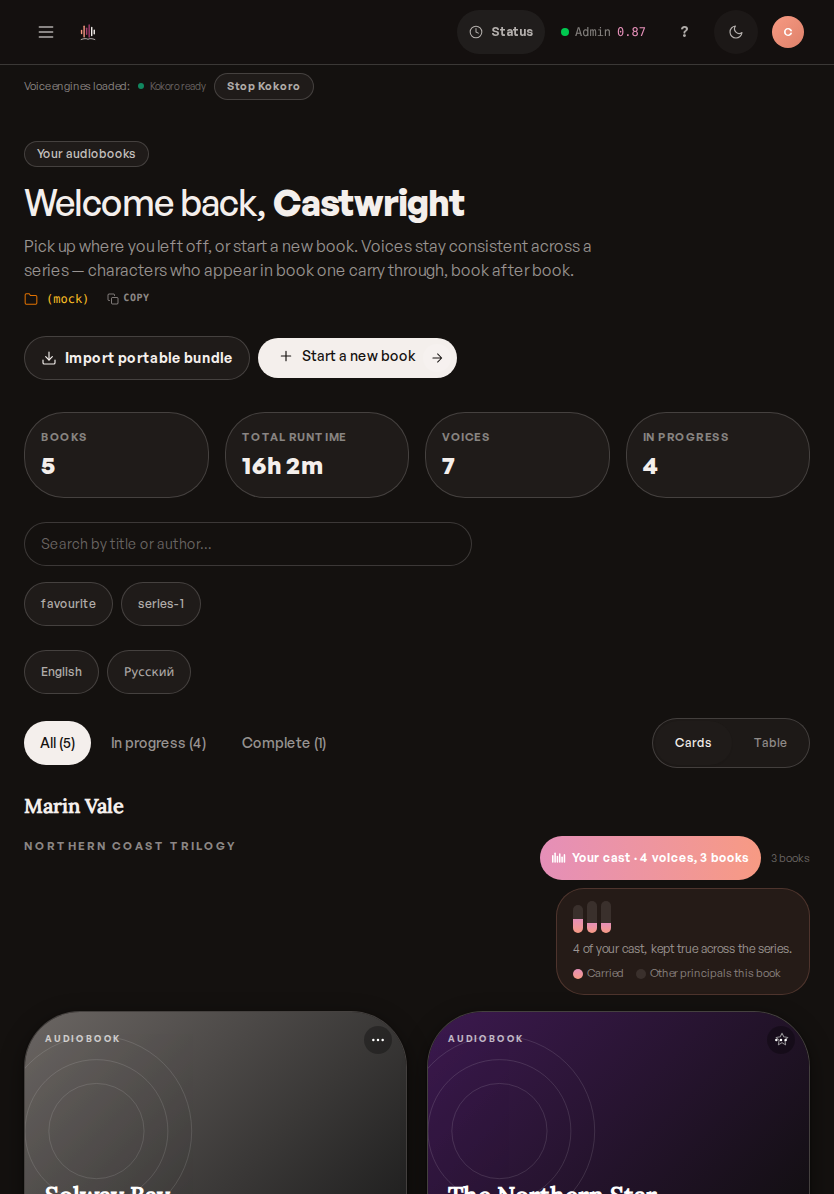 Status
Admin 0.87
?
C
Voice engines loaded:
Kokoro ready
Stop Kokoro
Your audiobooks
Welcome back, Castwright
Pick up where you left off, or start a new book. Voices stay consistent across a
series — characters who appear in book one carry through, book after book.
(mock)
COPY
Import portable bundle
Start a new book
BOOKS
5
TOTAL RUNTIME
16h 2m
VOICES
7
IN PROGRESS
4
Search by title or author...
favourite
series-1
English
Русский
All (5)
In progress (4)
Complete (1)
Cards
Table
Marin Vale
NORTHERN COAST TRILOGY
Your cast · 4 voices, 3 books
3 books
4 of your cast, kept true across the series.
Carried
Other principals this book
AUDIOBOOK
AUDIOBOOK
Solway Bay
The Northern Star